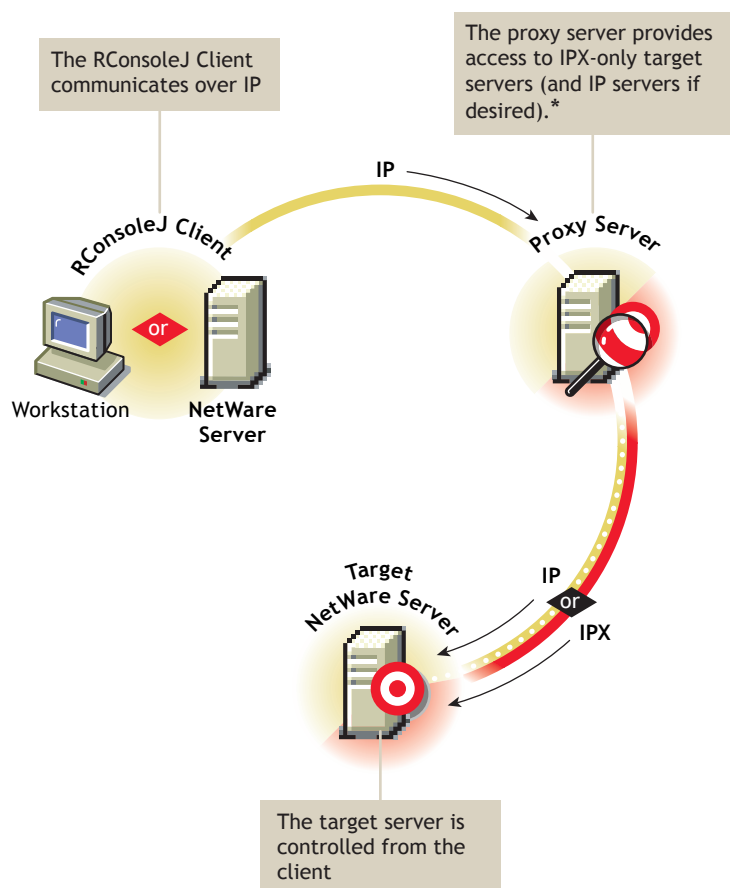 The RConsoleJ Client
communicates over IP
The proxy server provides
access to IPX-only target
servers (and IP servers if
desired).*
IP
RConsoleJ Client
Proxy Server
or
Workstation
NetWare
Server
Target
NetWare Server
IP
or
IPX
The target server is
controlled from the
client